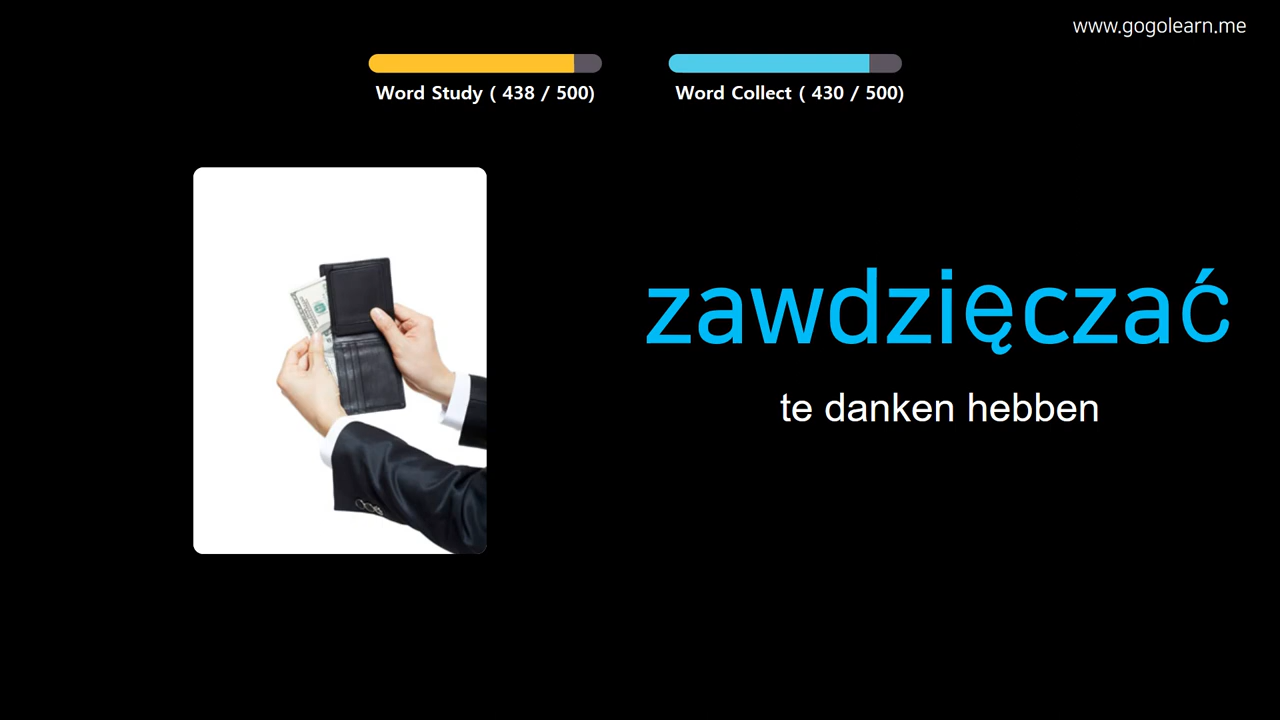 www.gogolearn.me
Word Study ( 438 / 500)
Word Collect ( 430 / 500)
zawdzięczać
te danken hebben